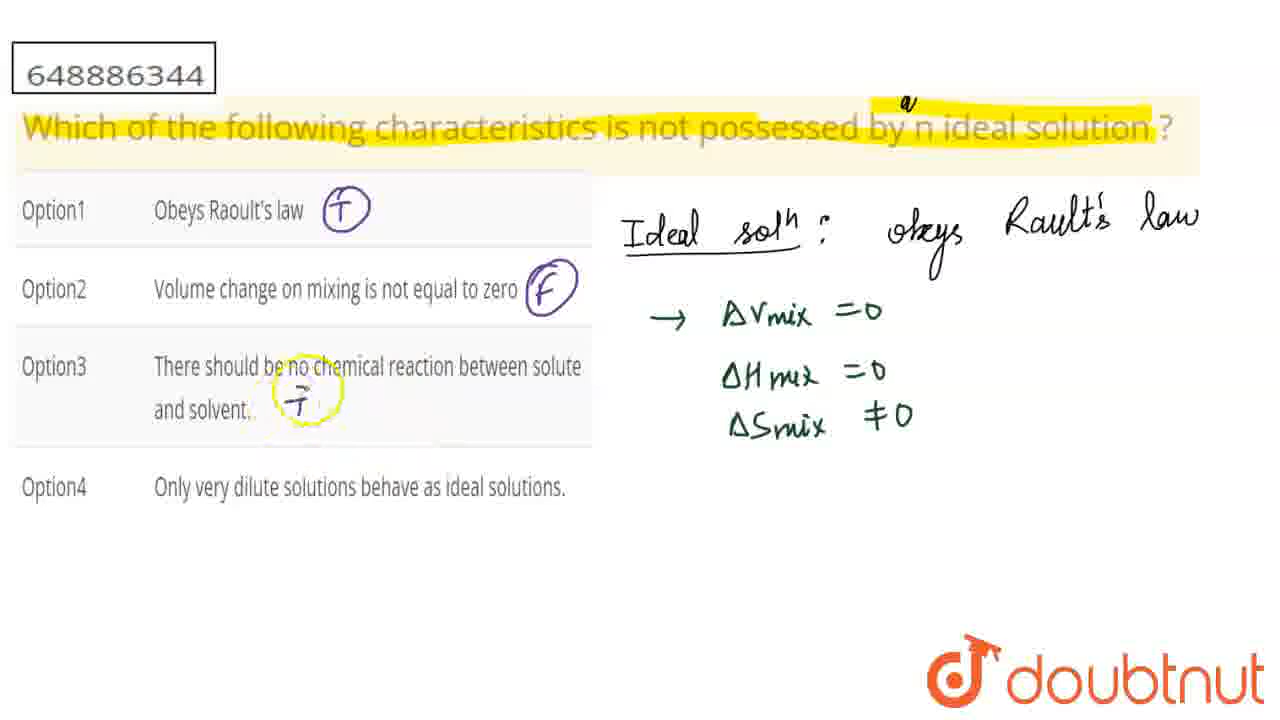 648886344
a
Which of the following characteristics is not possessed by n ideal solution ?
Option1 Obeys Raoult's law T
Option2 Volume change on mixing is not equal to zero F
Option3 There should be no chemical reaction between solute
and solvent. T
Option4 Only very dilute solutions behave as ideal solutions.
Ideal solⁿ : obeys Rault's law
→ ΔVmix = 0
ΔHmix = 0
ΔSmix ≠ 0
doubtnut